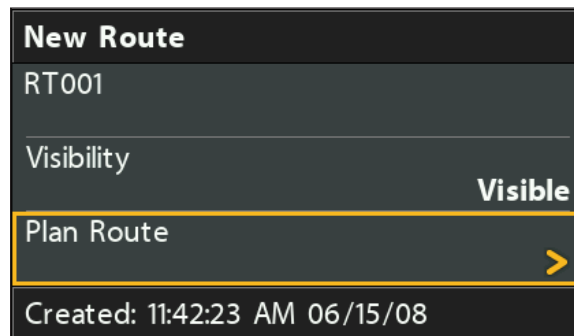 New Route
RT001
Visibility
Visible
Plan Route
Created: 11:42:23 AM 06/15/08